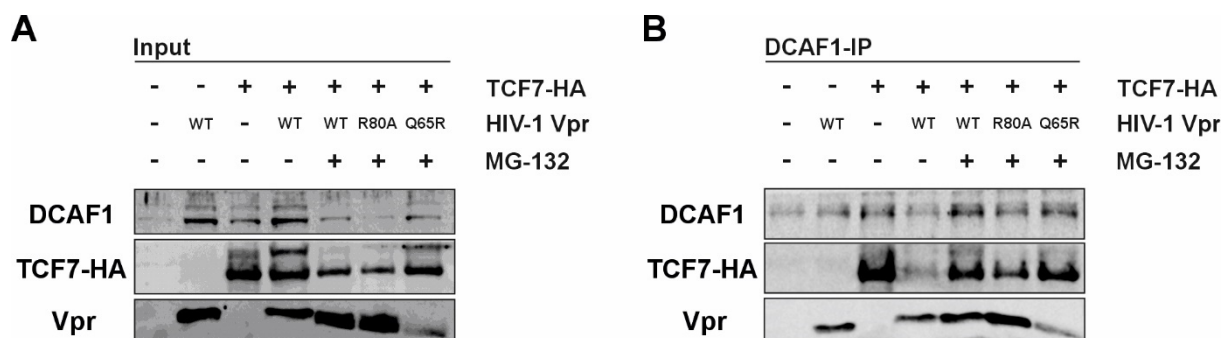 A
Input
- - + + + + + TCF7-HA
- WT - WT WT R80A Q65R HIV-1 Vpr
- - - - + + + MG-132
DCAF1
TCF7-HA
Vpr
B
DCAF1-IP
- - + + + + + TCF7-HA
- WT - WT WT R80A Q65R HIV-1 Vpr
- - - - + + + MG-132
DCAF1
TCF7-HA
Vpr